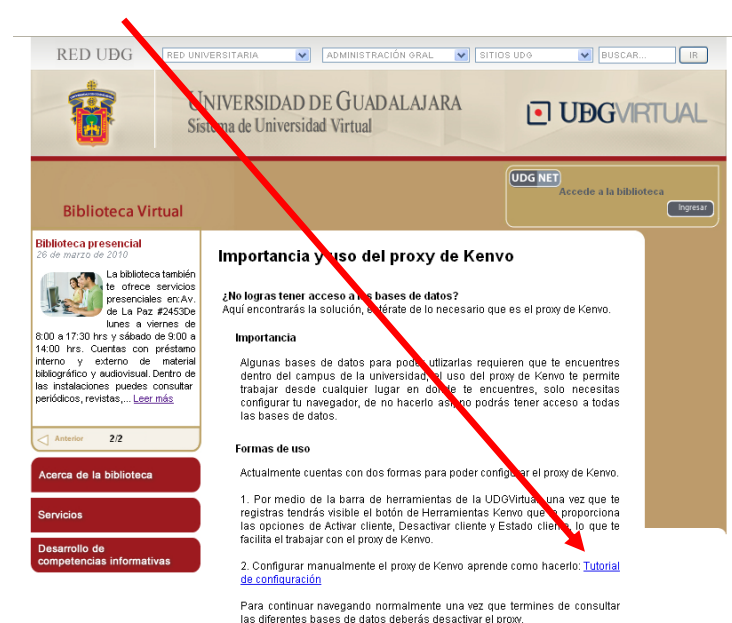 RED UDG
RED UNIVERSITARIA
ADMINISTRACIÓN GRAL
SITIOS UDG
BUSCAR...
IR
UNIVERSIDAD DE GUADALAJARA
Sistema de Universidad Virtual
UDGVIRTUAL
Biblioteca Virtual
UDG NET
Accede a la biblioteca
Ingresar
Biblioteca presencial
26 de marzo de 2010
La biblioteca también
te ofrece servicios
presenciales en:Av.
de La Paz #2453De
lunes a viernes de
8:00 a 17:30 hrs y sábado de 9:00 a
14:00 hrs. Cuentas con préstamo
interno y externo de material
bibliográfico y audiovisual. Dentro de
las instalaciones puedes consultar
periódicos, revistas,... Leer más
Anterior 2/2
Acerca de la biblioteca
Servicios
Desarrollo de
competencias informativas
Importancia y uso del proxy de Kenvo
¿No logras tener acceso a las bases de datos?
Aquí encontrarás la solución, entérate de lo necesario que es el proxy de Kenvo.
Importancia
Algunas bases de datos para poder utlizarlas requieren que te encuentres
dentro del campus de la universidad, el uso del proxy de Kenvo te permite
trabajar desde cualquier lugar en donde te encuentres, solo necesitas
configurar tu navegador, de no hacerlo así, no podrás tener acceso a todas
las bases de datos.
Formas de uso
Actualmente cuentas con dos formas para poder configurar el proxy de Kenvo.
1. Por medio de la barra de herramientas de la UDGVirtual, una vez que te
registras tendrás visible el botón de Herramientas Kenvo que te proporciona
las opciones de Activar cliente, Desactivar cliente y Estado cliente, lo que te
facilita el trabajar con el proxy de Kenvo.
2. Configurar manualmente el proxy de Kenvo aprende como hacerlo: Tutorial
de configuración
Para continuar navegando normalmente una vez que termines de consultar
las diferentes bases de datos deberás desactivar el proxy.